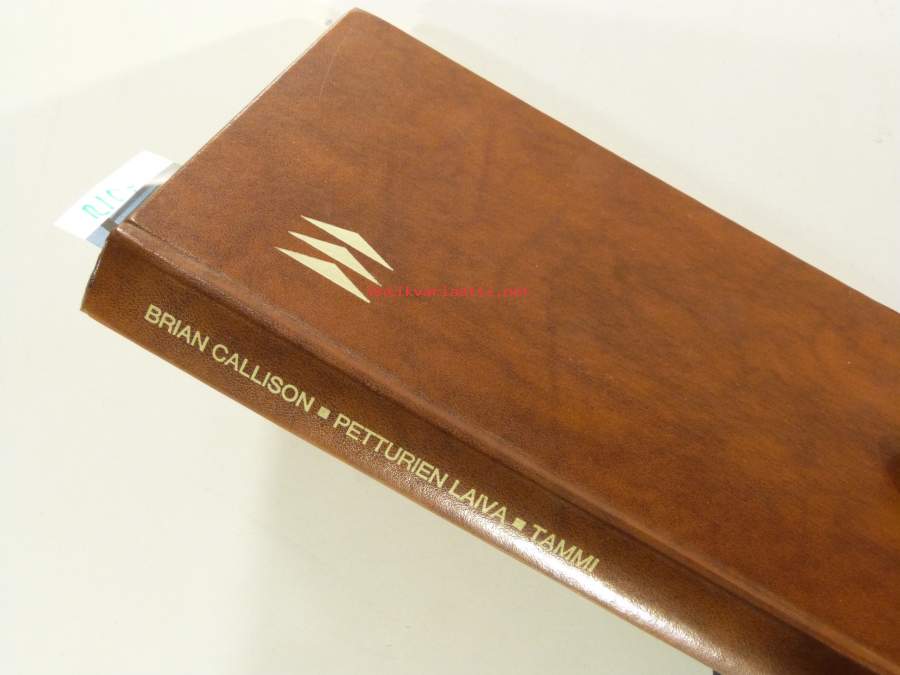 BRIAN CALLISON ■ PETTURIEN LAIVA ■ TAMMI